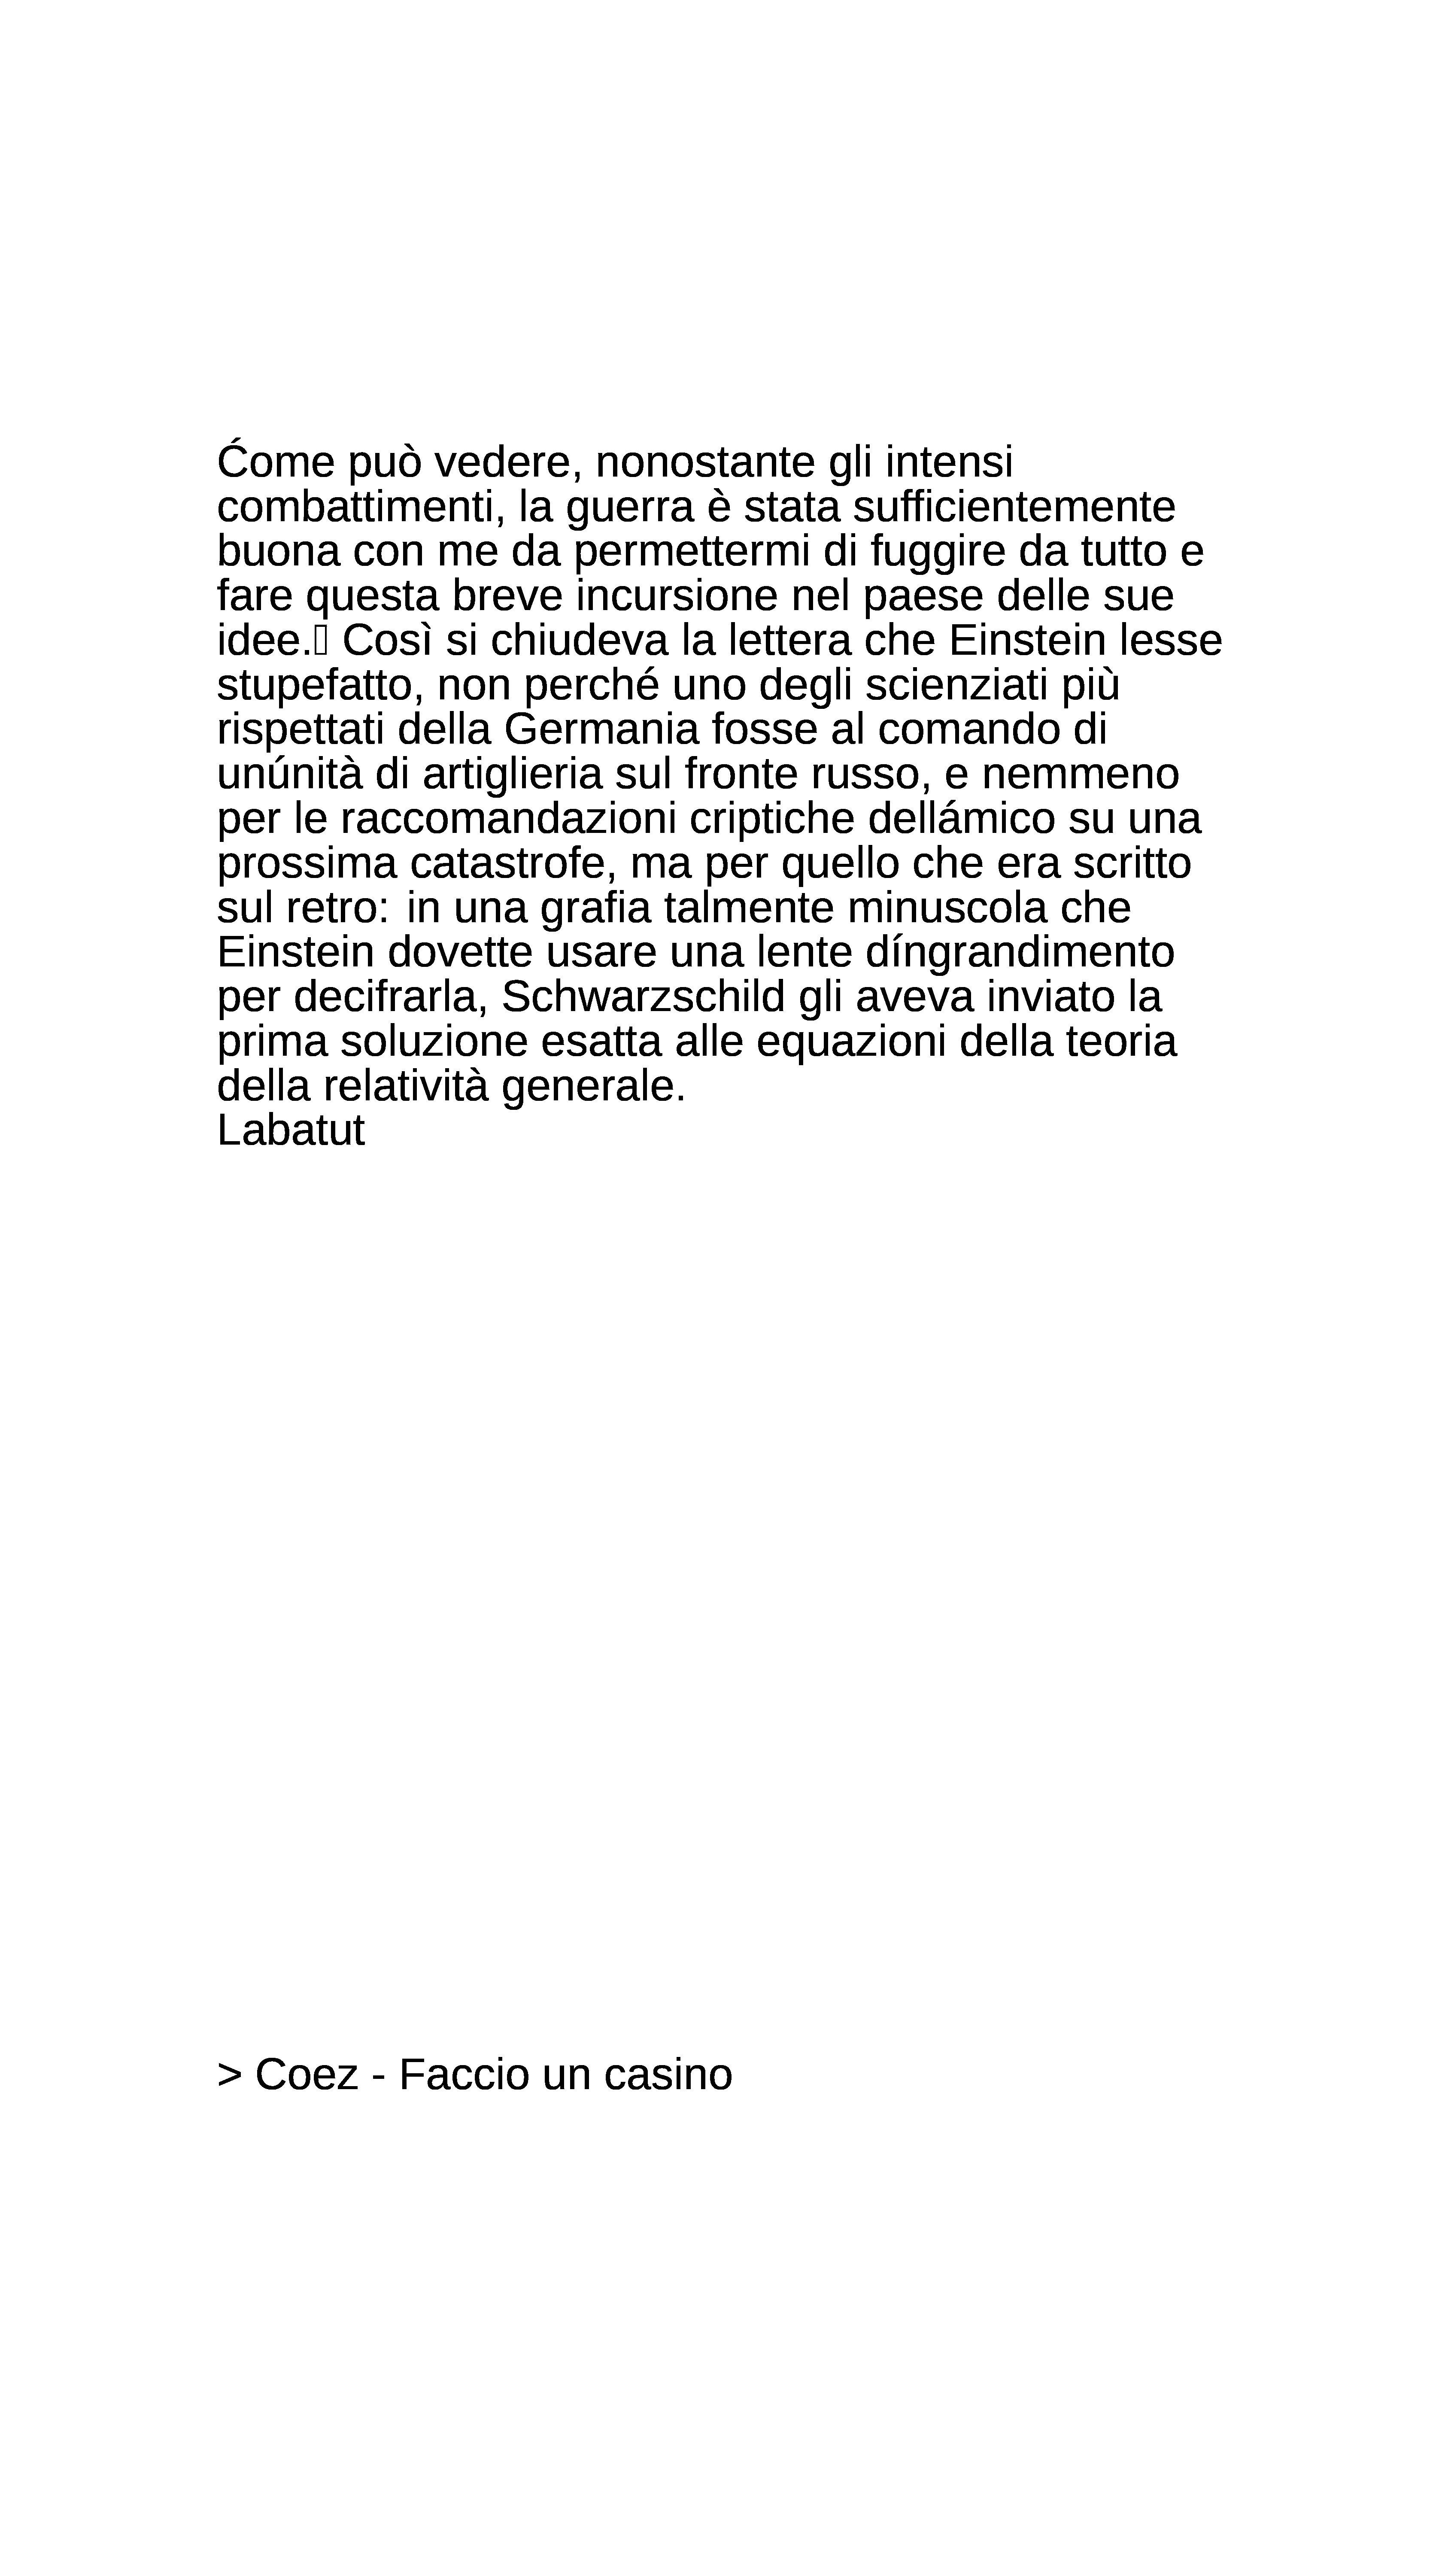 Ćome può vedere, nonostante gli intensi
combattimenti, la guerra è stata sufficientemente
buona con me da permettermi di fuggire da tutto e
fare questa breve incursione nel paese delle sue
idee.▯ Così si chiudeva la lettera che Einstein lesse
stupefatto, non perché uno degli scienziati più
rispettati della Germania fosse al comando di
unúnità di artiglieria sul fronte russo, e nemmeno
per le raccomandazioni criptiche dellámico su una
prossima catastrofe, ma per quello che era scritto
sul retro: in una grafia talmente minuscola che
Einstein dovette usare una lente díngrandimento
per decifrarla, Schwarzschild gli aveva inviato la
prima soluzione esatta alle equazioni della teoria
della relatività generale.
Labatut
> Coez - Faccio un casino